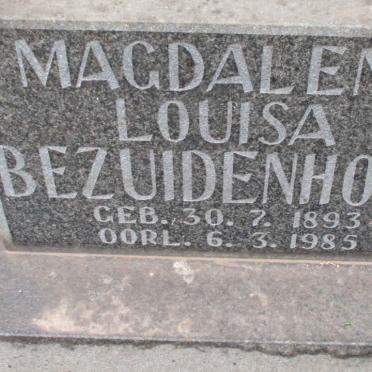 MAGDALEN
LOUISA
BEZUIDENHO
GEB. 30. 7. 1893
OORL. 6. 3. 1985